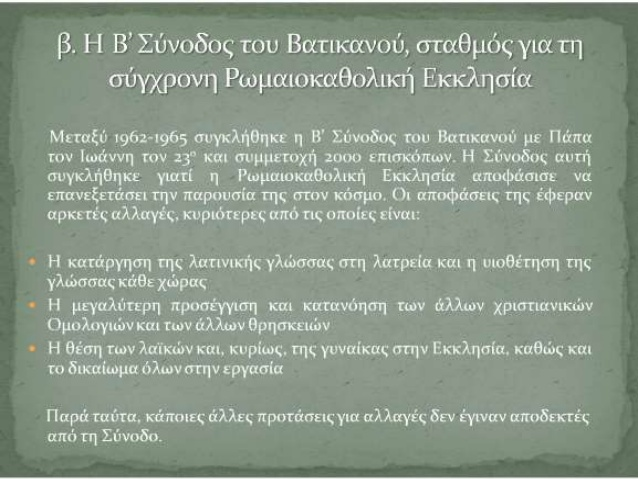 β. Η Β’ Σύνοδος του Βατικανού, σταθμός για τη
σύγχρονη Ρωμαιοκαθολική Εκκλησία
Μεταξύ 1962-1965 συγκλήθηκε η Β’ Σύνοδος του Βατικανού με Πάπα
τον Ιωάννη τον 23ο και συμμετοχή 2000 επισκόπων. Η Σύνοδος αυτή
συγκλήθηκε γιατί η Ρωμαιοκαθολική Εκκλησία αποφάσισε να
επανεξετάσει την παρουσία της στον κόσμο. Οι αποφάσεις της έφεραν
αρκετές αλλαγές, κυριότερες από τις οποίες είναι:
• Η κατάργηση της λατινικής γλώσσας στη λατρεία και η υιοθέτηση της
γλώσσας κάθε χώρας
• Η μεγαλύτερη προσέγγιση και κατανόηση των άλλων χριστιανικών
Ομολογιών και των άλλων θρησκειών
• Η θέση των λαϊκών και, κυρίως, της γυναίκας στην Εκκλησία, καθώς και
το δικαίωμα όλων στην εργασία
Παρά ταύτα, κάποιες άλλες προτάσεις για αλλαγές δεν έγιναν αποδεκτές
από τη Σύνοδο.